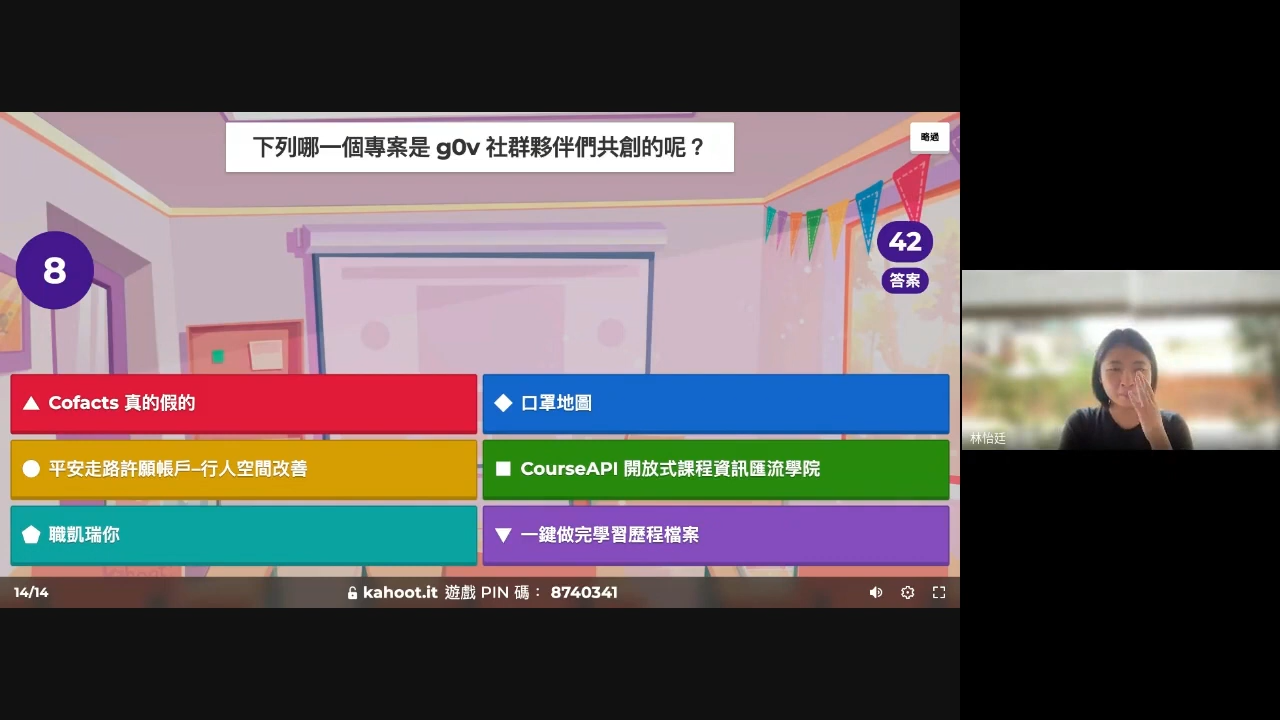 下列哪一個專案是 g0v 社群夥伴們共創的呢？
略過
8
42
答案
Cofacts 真的假的
口罩地圖
平安走路許願帳戶–行人空間改善
CourseAPI 開放式課程資訊匯流學院
職凱瑞你
一鍵做完學習歷程檔案
14/14
kahoot.it 遊戲 PIN 碼： 8740341
林怡廷